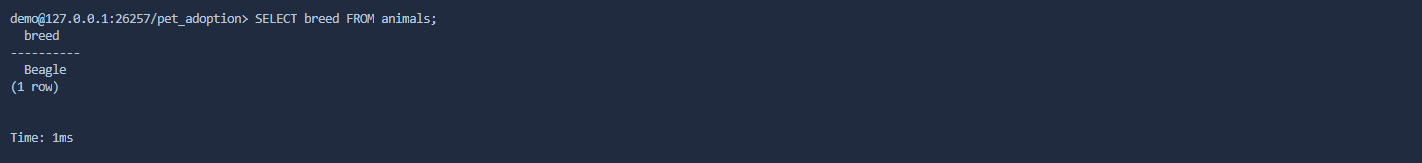 demo@127.0.0.1:26257/pet_adoption> SELECT breed FROM animals;
  breed
----------
  Beagle
(1 row)
Time: 1ms